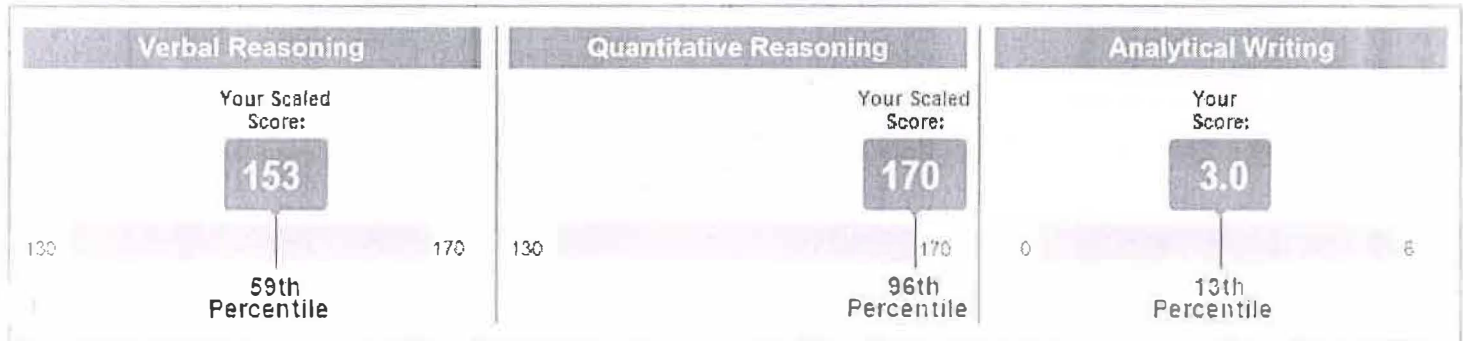 Verbal Reasoning
Your Scaled
Score:
153
130
170
59th
Percentile
Quantitative Reasoning
Your Scaled
Score:
170
130
170
96th
Percentile
Analytical Writing
Your
Score:
3.0
0
6
13th
Percentile